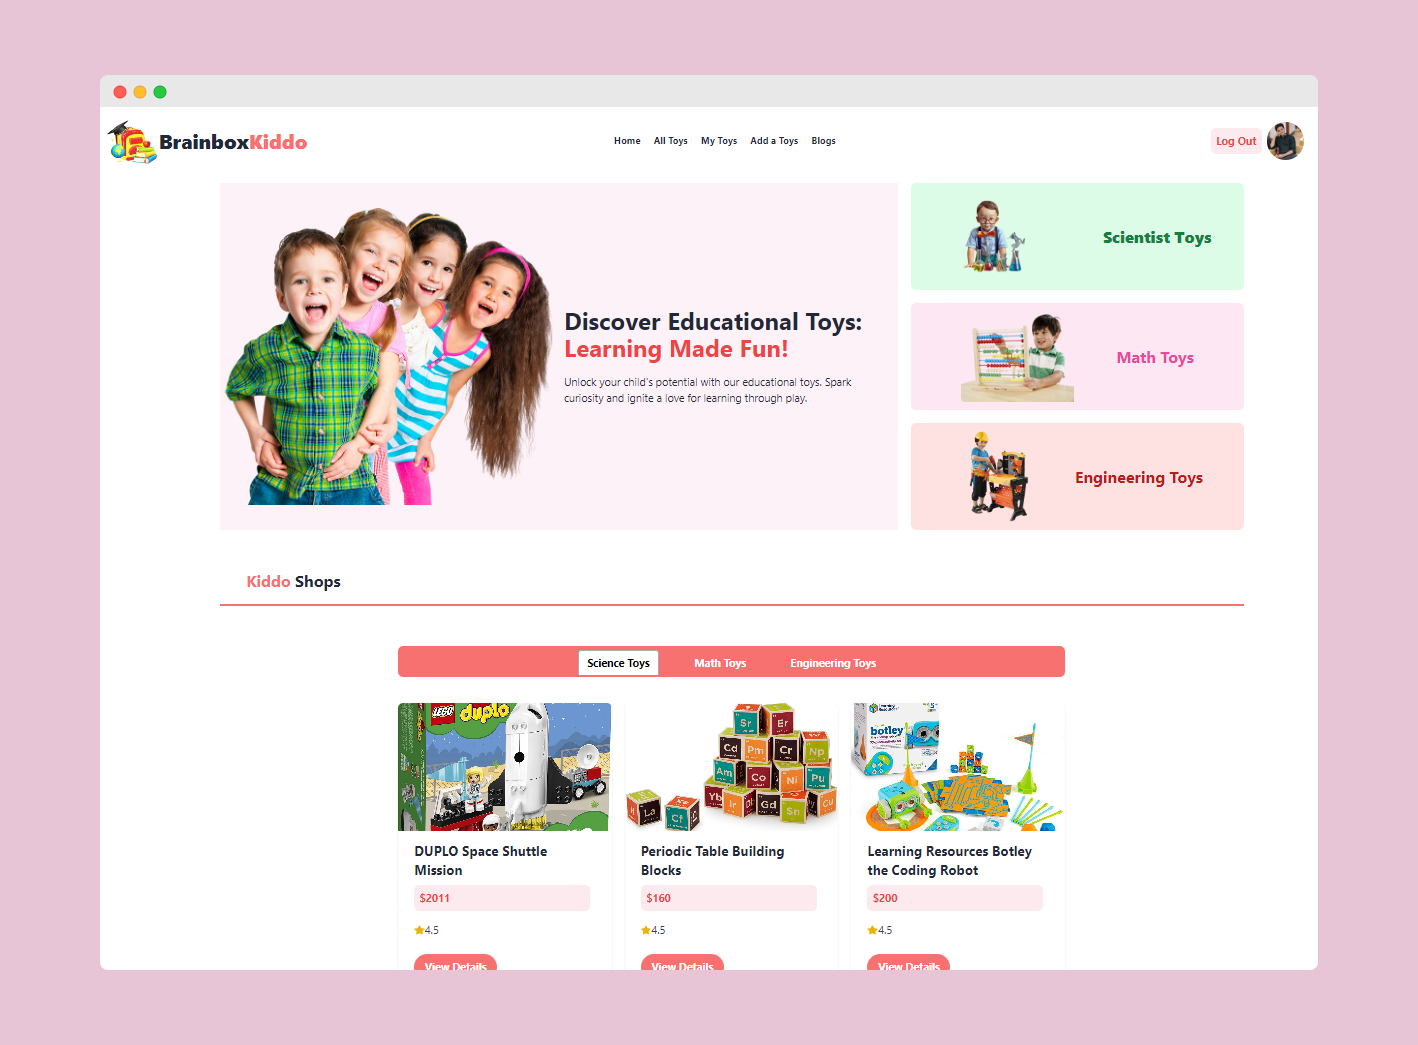 BrainboxKiddo
Home All Toys My Toys Add a Toys Blogs
Log Out
Discover Educational Toys:
Learning Made Fun!
Unlock your child's potential with our educational toys. Spark
curiosity and ignite a love for learning through play.
Scientist Toys
Math Toys
Engineering Toys
Kiddo Shops
Science Toys Math Toys Engineering Toys
LEGO duplo
Sr Er
Cd Pm Cr Np
Am Co Ni Pu
Yb Ir Gd Sn Cu
La Cf
Learning Resources
botley
DUPLO Space Shuttle
Mission
$2011
4.5
View Details
Periodic Table Building
Blocks
$160
4.5
View Details
Learning Resources Botley
the Coding Robot
$200
4.5
View Details